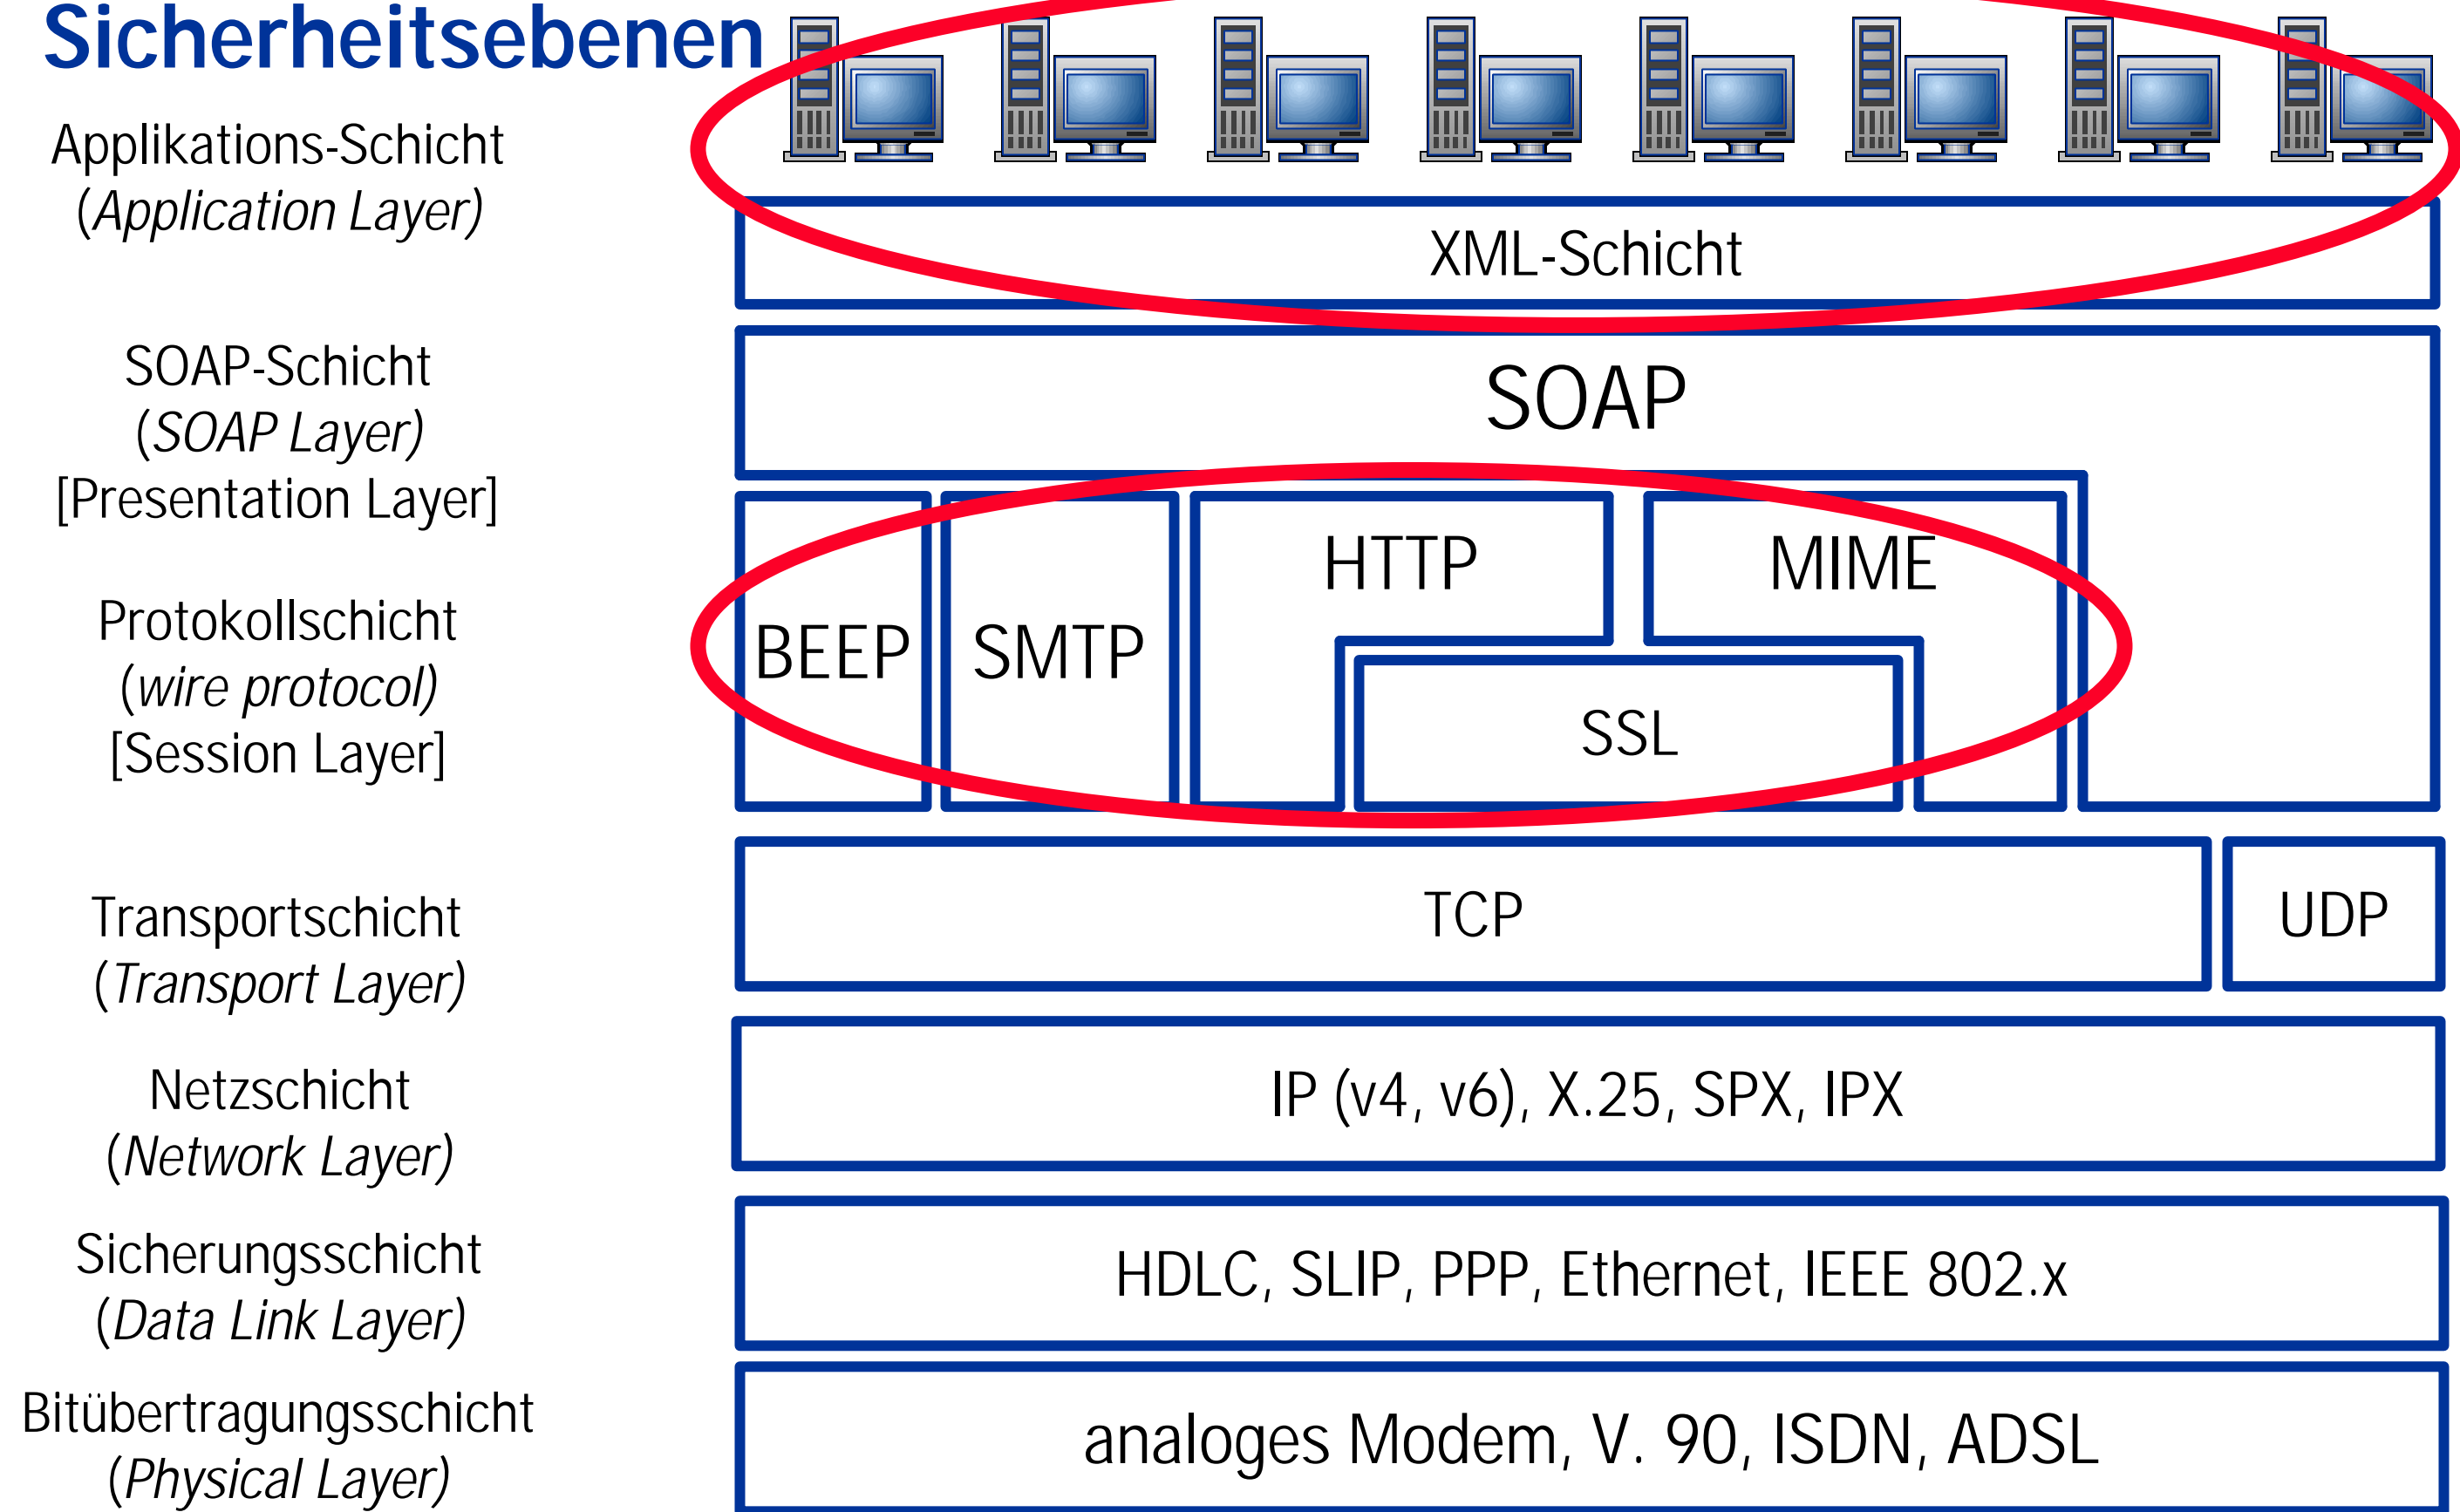 Sicherheitsebenen
Applikations-Schicht
(Application Layer)
XML-Schicht
SOAP-Schicht
(SOAP Layer)
[Presentation Layer]
SOAP
Protokollschicht
(wire protocol)
[Session Layer]
BEEP
SMTP
HTTP
MIME
SSL
Transportschicht
(Transport Layer)
TCP
UDP
Netzschicht
(Network Layer)
IP (v4, v6), X.25, SPX, IPX
Sicherungsschicht
(Data Link Layer)
HDLC, SLIP, PPP, Ethernet, IEEE 802.x
Bitübertragungsschicht
(Physical Layer)
analoges Modem, V. 90, ISDN, ADSL